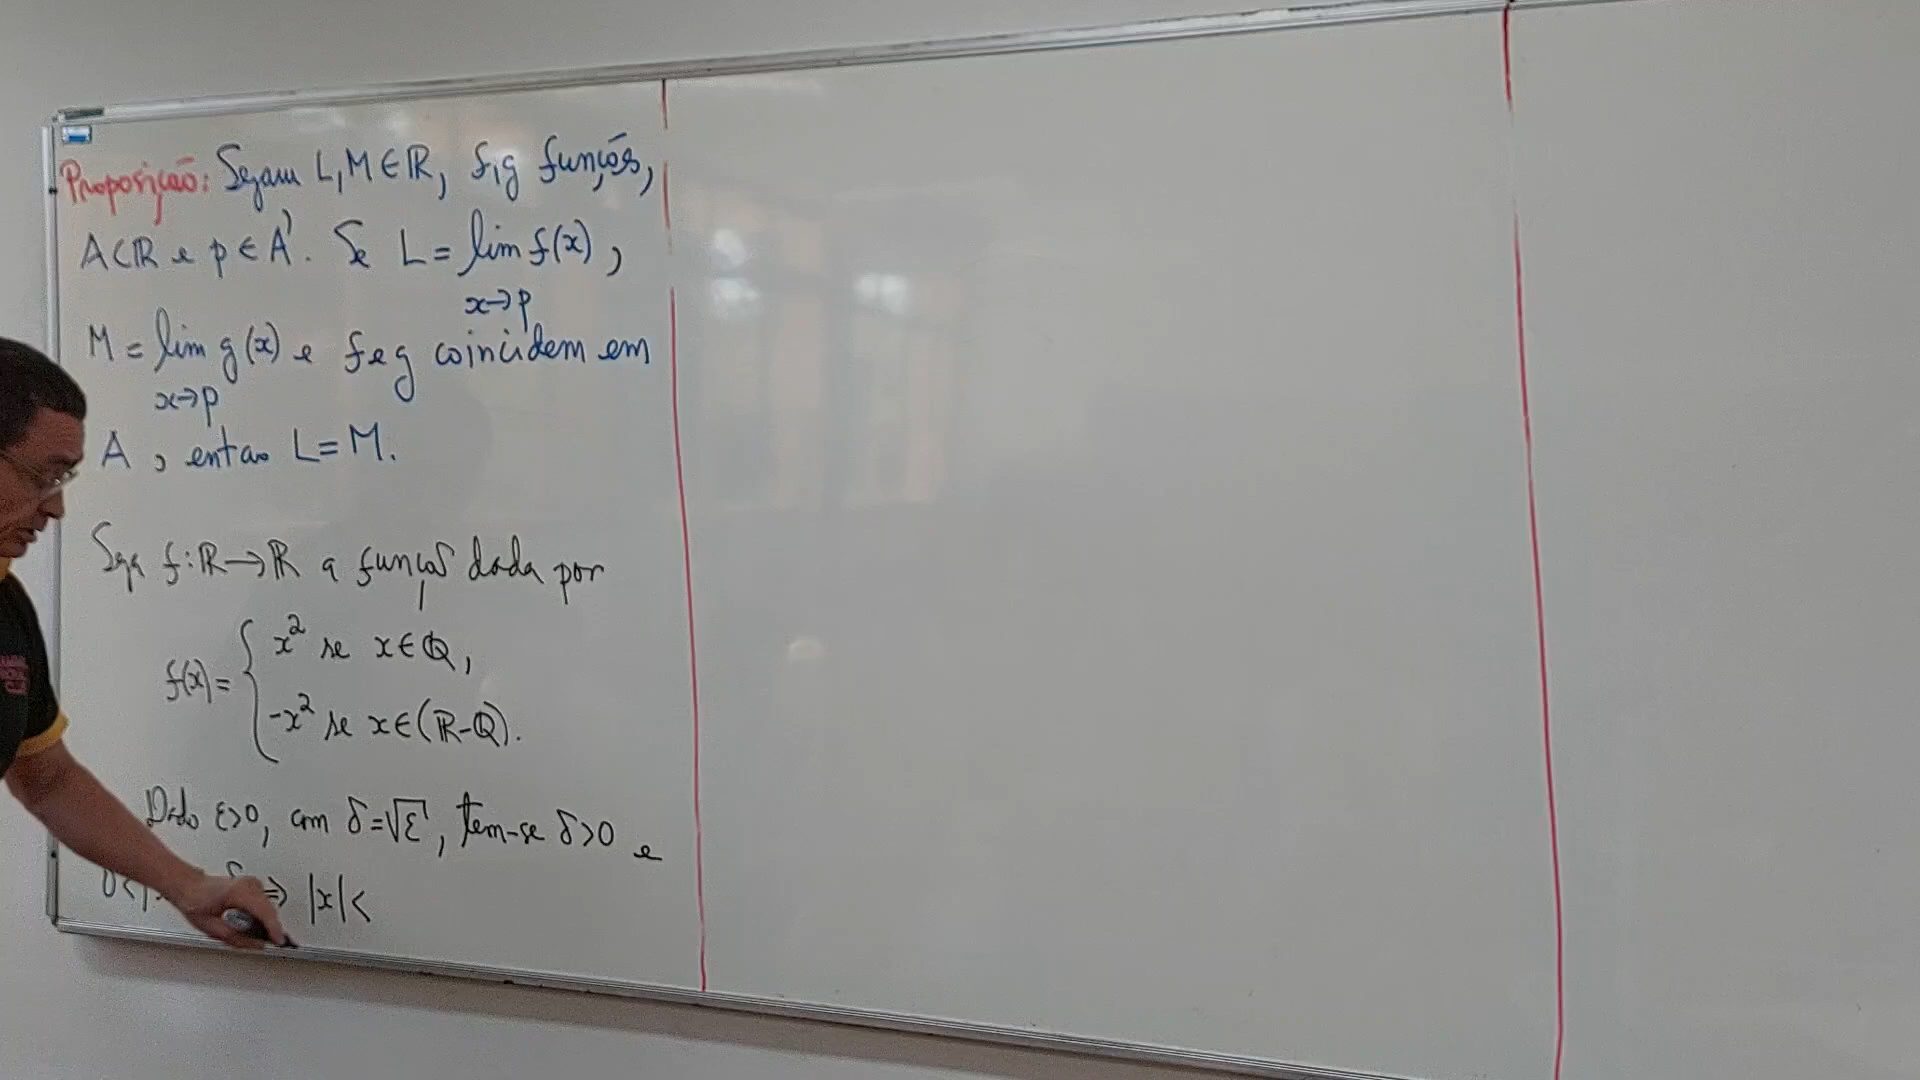 Proposição: Sejam L, M ∈ ℝ, f, g funções,
A ⊂ ℝ e p ∈ A'. Se L = lim f(x),
x→p
M = lim g(x) e f e g coincidem em
x→p
A, então L = M.
Seja f: ℝ → ℝ a função dada por
f(x) = { x² se x ∈ ℚ,
-x² se x ∈ (ℝ-ℚ).
Dado ε>0, com δ=√ε, tem-se δ>0 e
0<| ⇒ |x|<